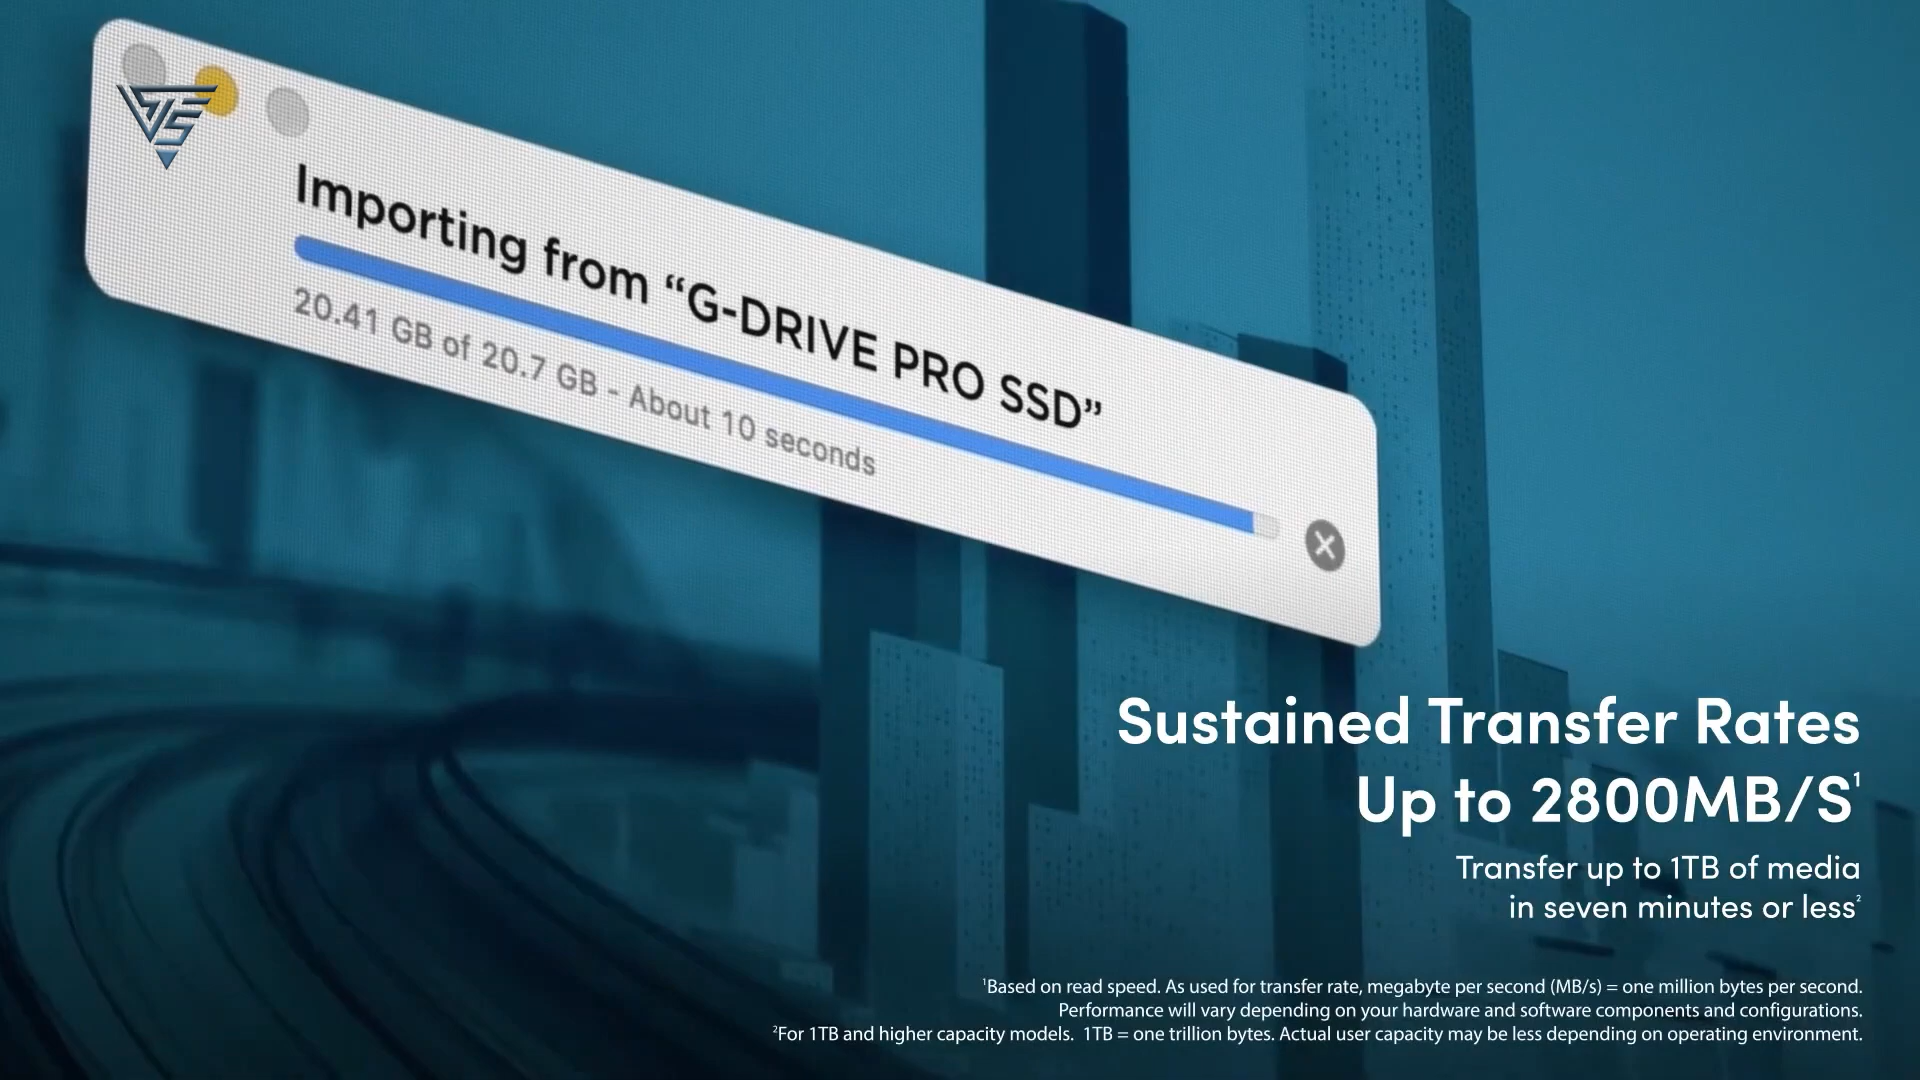 Importing from “G-DRIVE PRO SSD”
20.41 GB of 20.7 GB - About 10 seconds
Sustained Transfer Rates
Up to 2800MB/S¹
Transfer up to 1TB of media
in seven minutes or less²
¹Based on read speed. As used for transfer rate, megabyte per second (MB/s) = one million bytes per second.
Performance will vary depending on your hardware and software components and configurations.
²For 1TB and higher capacity models. 1TB = one trillion bytes. Actual user capacity may be less depending on operating environment.